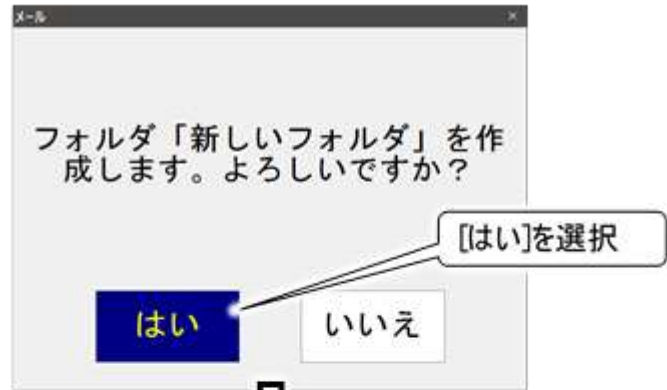 メール
フォルダ「新しいフォルダ」を作
成します。よろしいですか？
[はい]を選択
はい
いいえ